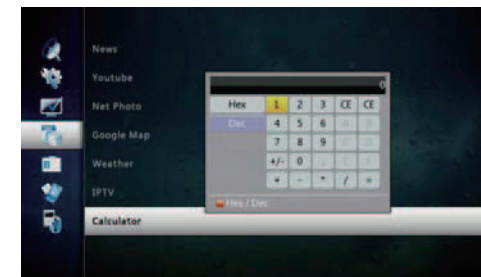 News
Youtube
Net Photo
Google Map
Weather
IPTV
Calculator
0
Hex 1 2 3 CE CE
Dec 4 5 6 A B
7 8 9
+/- 0 . E F
+ - * / =
Hex / Dec